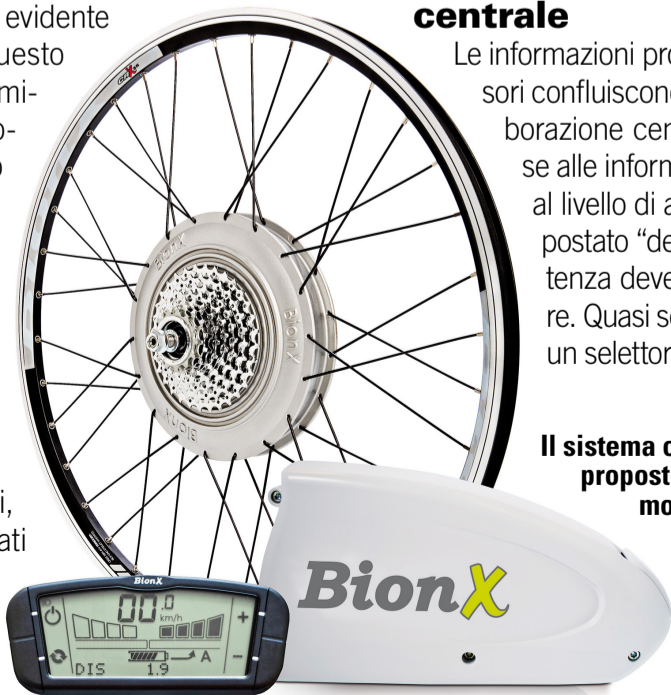 evidente
uesto
mi-
o-
o
i,
ati
centrale
Le informazioni pro
sori confluiscono
borazione cen
se alle inform
al livello di a
postato “de
tenza deve
re. Quasi se
un selettor
Il sistema c
propost
mo
BionX
BionX
BionX
BionX
BionX
00.0
km/h
A
DIS 1.9
+
-